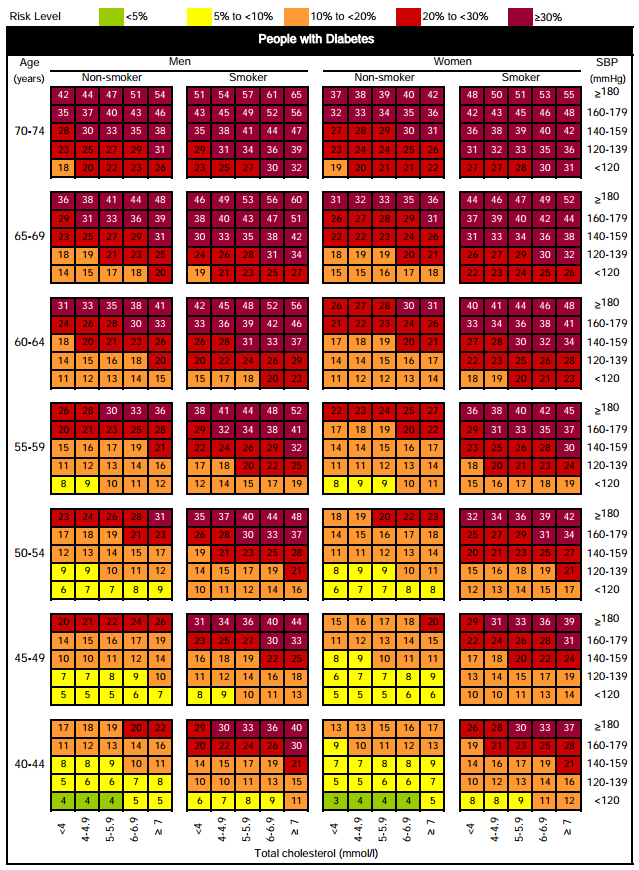 Risk Level <5% 5% to <10% 10% to <20% 20% to <30% ≥30%
People with Diabetes
Age Men Women SBP
(years) Non-smoker Smoker Non-smoker Smoker (mmHg)
42 44 47 51 54 51 54 57 61 65 37 38 39 40 42 48 50 51 53 55 ≥180
35 37 40 43 46 43 45 49 52 56 32 33 34 35 36 43 45 46 48 160-179
70-74 28 30 33 35 38 35 38 41 44 47 27 28 29 30 31 36 38 39 40 42 140-159
23 25 27 29 31 29 31 34 36 39 23 24 24 25 26 31 32 33 35 36 120-139
18 20 22 23 26 23 25 27 30 32 19 20 21 21 22 27 27 28 30 31 <120
36 38 41 44 48 46 49 53 56 60 31 32 33 35 36 44 46 47 49 52 ≥180
29 31 33 36 39 38 40 43 47 51 26 27 28 29 31 37 39 40 42 44 160-179
65-69 23 25 27 29 31 30 33 35 38 42 22 22 23 24 26 31 33 34 36 38 140-159
18 19 21 23 25 24 26 28 31 34 18 19 19 20 21 26 27 29 30 32 120-139
14 15 17 18 20 19 21 23 25 27 15 15 16 17 18 22 23 24 25 26 <120
31 33 35 38 41 42 45 48 52 56 26 27 28 30 31 40 41 44 46 48 ≥180
24 26 28 30 33 33 36 39 42 46 21 22 23 24 26 33 34 36 38 41 160-179
60-64 18 20 21 23 26 26 28 31 33 37 17 18 19 20 21 27 28 30 32 34 140-159
14 15 16 18 20 20 22 24 26 29 14 14 15 16 17 22 23 25 26 28 120-139
11 12 13 14 15 15 17 18 20 23 11 12 12 13 14 18 19 20 21 23 <120
26 28 30 33 36 38 41 44 48 52 22 23 24 25 27 36 38 40 42 45 ≥180
20 21 23 25 28 29 32 34 38 41 17 18 19 20 22 29 31 33 35 37 160-179
55-59 15 16 17 19 21 22 24 26 29 32 14 14 15 16 17 23 25 26 28 30 140-159
11 12 13 14 16 17 18 20 22 25 11 11 12 13 14 18 20 21 23 24 120-139
8 9 10 11 12 12 14 15 17 19 8 9 9 10 11 15 16 17 18 19 <120
23 24 26 28 31 35 37 40 44 48 18 19 20 22 23 32 34 36 39 42 ≥180
17 18 19 21 23 26 28 30 33 37 14 15 16 17 18 25 27 29 31 34 160-179
50-54 12 13 14 15 17 19 21 23 25 28 11 11 12 13 14 20 21 23 25 27 140-159
9 9 10 11 12 14 15 17 19 21 8 9 9 10 11 15 16 18 19 21 120-139
6 7 7 8 9 10 11 12 14 16 6 7 7 8 8 12 13 14 15 17 <120
20 21 22 24 26 31 34 36 40 44 15 16 17 18 20 29 31 33 36 39 ≥180
14 15 16 17 19 23 25 27 30 33 11 12 13 14 15 22 24 26 28 31 160-179
45-49 10 10 11 12 14 16 18 19 22 25 8 9 10 11 11 17 18 20 22 24 140-159
7 7 8 9 10 11 12 14 16 18 6 7 7 8 9 13 14 15 17 19 120-139
5 5 5 6 7 8 9 10 11 13 5 5 5 6 6 10 10 11 13 14 <120
17 18 19 20 22 29 30 33 36 40 13 13 15 16 17 26 28 30 33 37 ≥180
11 12 13 14 16 20 22 24 26 30 9 10 11 12 13 19 21 23 25 28 160-179
40-44 8 8 9 10 11 14 15 17 19 21 7 7 8 8 9 14 15 17 19 21 140-159
5 6 6 7 8 10 10 11 13 15 5 5 6 6 7 10 12 13 14 16 120-139
4 4 4 5 5 6 7 8 9 11 3 4 4 4 5 8 8 9 11 12 <120
<4 4-4.9 5-5.9 6-6.9 ≥ 7 <4 4-4.9 5-5.9 6-6.9 ≥ 7 <4 4-4.9 5-5.9 6-6.9 ≥ 7 <4 4-4.9 5-5.9 6-6.9 ≥ 7
Total cholesterol (mmol/l)